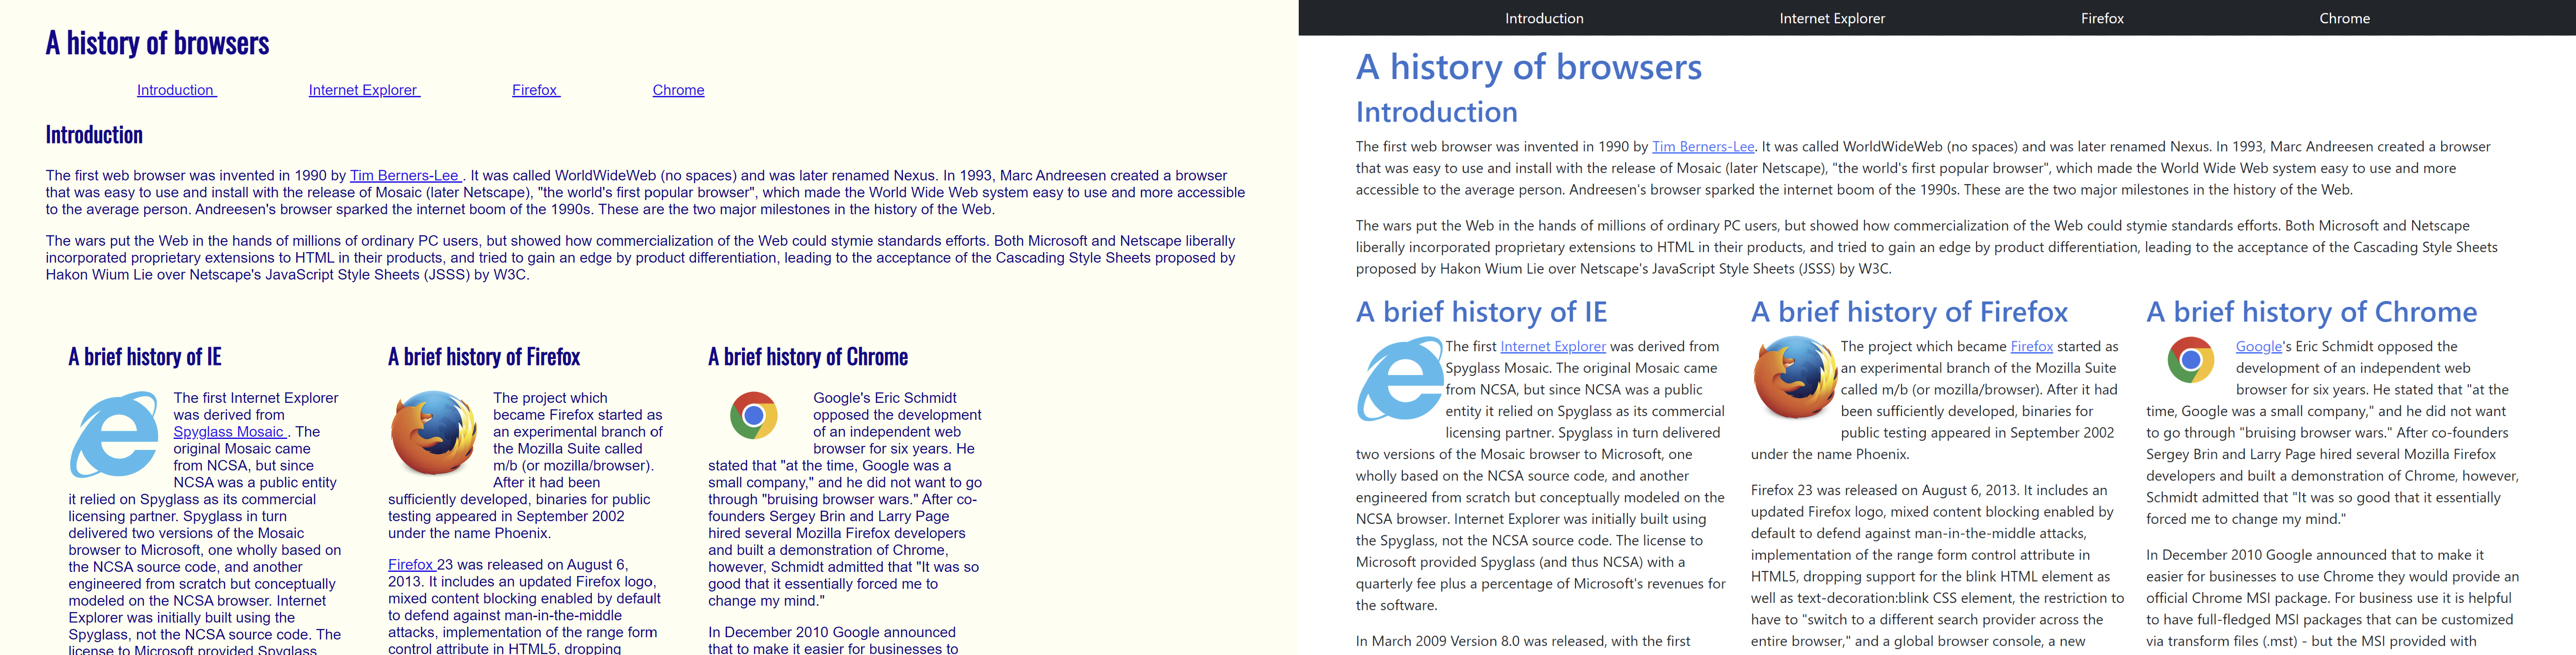 A history of browsers
Introduction
Internet Explorer
Firefox
Chrome
Introduction
The first web browser was invented in 1990 by Tim Berners-Lee . It was called WorldWideWeb (no spaces) and was later renamed Nexus. In 1993, Marc Andreesen created a browser
that was easy to use and install with the release of Mosaic (later Netscape), "the world's first popular browser", which made the World Wide Web system easy to use and more accessible
to the average person. Andreesen's browser sparked the internet boom of the 1990s. These are the two major milestones in the history of the Web.
The wars put the Web in the hands of millions of ordinary PC users, but showed how commercialization of the Web could stymie standards efforts. Both Microsoft and Netscape liberally
incorporated proprietary extensions to HTML in their products, and tried to gain an edge by product differentiation, leading to the acceptance of the Cascading Style Sheets proposed by
Hakon Wium Lie over Netscape's JavaScript Style Sheets (JSSS) by W3C.
A brief history of IE
The first Internet Explorer
was derived from
Spyglass Mosaic . The
original Mosaic came
from NCSA, but since
NCSA was a public entity
it relied on Spyglass as its commercial
licensing partner. Spyglass in turn
delivered two versions of the Mosaic
browser to Microsoft, one wholly based on
the NCSA source code, and another
engineered from scratch but conceptually
modeled on the NCSA browser. Internet
Explorer was initially built using the
Spyglass, not the NCSA source code. The
license to Microsoft provided Spyglass
A brief history of Firefox
The project which
became Firefox started as
an experimental branch of
the Mozilla Suite called
m/b (or mozilla/browser).
After it had been
sufficiently developed, binaries for public
testing appeared in September 2002
under the name Phoenix.
Firefox 23 was released on August 6,
2013. It includes an updated Firefox logo,
mixed content blocking enabled by default
to defend against man-in-the-middle
attacks, implementation of the range form
control attribute in HTML5, dropping
A brief history of Chrome
Google's Eric Schmidt
opposed the development
of an independent web
browser for six years. He
stated that "at the time, Google was a
small company," and he did not want to go
through "bruising browser wars." After co-
founders Sergey Brin and Larry Page
hired several Mozilla Firefox developers
and built a demonstration of Chrome,
however, Schmidt admitted that "It was so
good that it essentially forced me to
change my mind."
In December 2010 Google announced
that to make it easier for businesses to
Introduction
Internet Explorer
Firefox
Chrome
A history of browsers
Introduction
The first web browser was invented in 1990 by Tim Berners-Lee. It was called WorldWideWeb (no spaces) and was later renamed Nexus. In 1993, Marc Andreesen created a browser
that was easy to use and install with the release of Mosaic (later Netscape), "the world's first popular browser", which made the World Wide Web system easy to use and more
accessible to the average person. Andreesen's browser sparked the internet boom of the 1990s. These are the two major milestones in the history of the Web.
The wars put the Web in the hands of millions of ordinary PC users, but showed how commercialization of the Web could stymie standards efforts. Both Microsoft and Netscape
liberally incorporated proprietary extensions to HTML in their products, and tried to gain an edge by product differentiation, leading to the acceptance of the Cascading Style Sheets
proposed by Hakon Wium Lie over Netscape's JavaScript Style Sheets (JSSS) by W3C.
A brief history of IE
The first Internet Explorer was derived from
Spyglass Mosaic. The original Mosaic came
from NCSA, but since NCSA was a public
entity it relied on Spyglass as its commercial
licensing partner. Spyglass in turn delivered
two versions of the Mosaic browser to Microsoft, one
wholly based on the NCSA source code, and another
engineered from scratch but conceptually modeled on the
NCSA browser. Internet Explorer was initially built using
the Spyglass, not the NCSA source code. The license to
Microsoft provided Spyglass (and thus NCSA) with a
quarterly fee plus a percentage of Microsoft's revenues for
the software.
In March 2009 Version 8.0 was released, with the first
A brief history of Firefox
The project which became Firefox started as
an experimental branch of the Mozilla Suite
called m/b (or mozilla/browser). After it had
been sufficiently developed, binaries for
public testing appeared in September 2002
under the name Phoenix.
Firefox 23 was released on August 6, 2013. It includes an
updated Firefox logo, mixed content blocking enabled by
default to defend against man-in-the-middle attacks,
implementation of the range form control attribute in
HTML5, dropping support for the blink HTML element as
well as text-decoration:blink CSS element, the restriction to
have to "switch to a different search provider across the
entire browser," and a global browser console, a new
A brief history of Chrome
Google's Eric Schmidt opposed the
development of an independent web
browser for six years. He stated that "at the
time, Google was a small company," and he did not want
to go through "bruising browser wars." After co-founders
Sergey Brin and Larry Page hired several Mozilla Firefox
developers and built a demonstration of Chrome, however,
Schmidt admitted that "It was so good that it essentially
forced me to change my mind."
In December 2010 Google announced that to make it
easier for businesses to use Chrome they would provide an
official Chrome MSI package. For business use it is helpful
to have full-fledged MSI packages that can be customized
via transform files (.mst) - but the MSI provided with